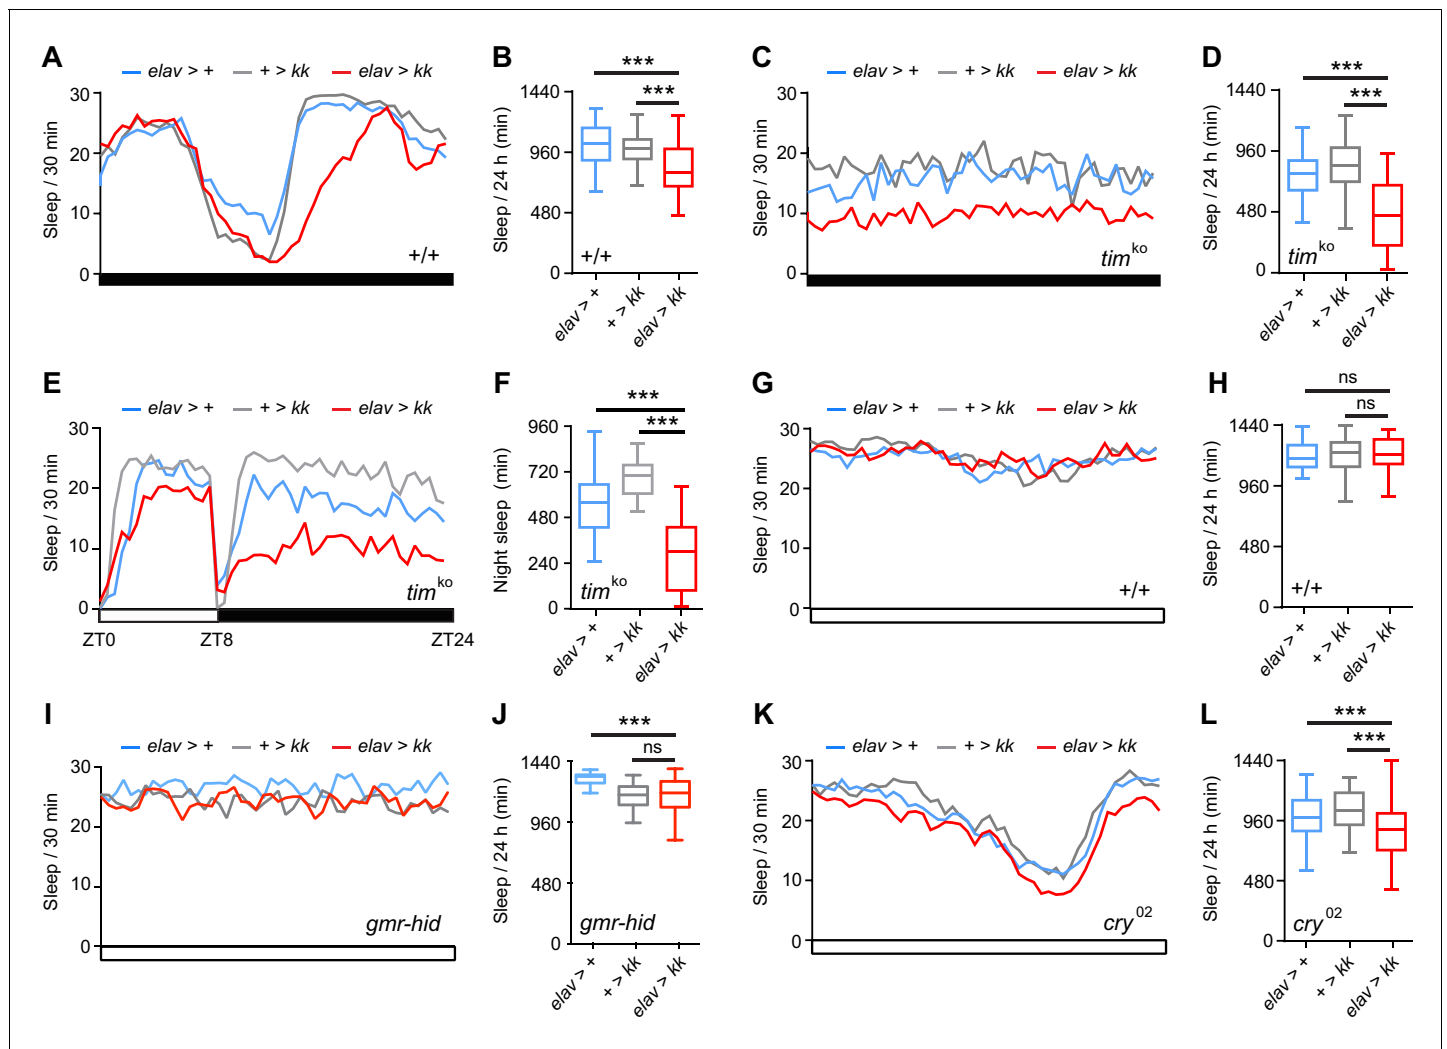 A
elav > + + > kk elav > kk
Sleep / 30 min
30
20
10
0
+/+
B
***
***
Sleep / 24 h (min)
1440
960
480
0
+/+
elav > +
+ > kk
elav > kk
C
elav > + + > kk elav > kk
Sleep / 30 min
30
20
10
0
tim ko
D
***
***
Sleep / 24 h (min)
1440
960
480
0
tim ko
elav > +
+ > kk
elav > kk
E
elav > + + > kk elav > kk
Sleep / 30 min
30
20
10
0
tim ko
ZT0 ZT8 ZT24
F
***
***
Night sleep (min)
960
720
480
240
0
tim ko
elav > +
+ > kk
elav > kk
G
elav > + + > kk elav > kk
Sleep / 30 min
30
20
10
0
+/+
H
ns
ns
Sleep / 24 h (min)
1440
960
480
0
+/+
elav > +
+ > kk
elav > kk
I
elav > + + > kk elav > kk
Sleep / 30 min
30
20
10
0
gmr-hid
J
***
ns
Sleep / 24 h (min)
1440
960
480
0
gmr-hid
elav > +
+ > kk
elav > kk
K
elav > + + > kk elav > kk
Sleep / 30 min
30
20
10
0
cry 02
L
***
***
Sleep / 24 h (min)
1440
960
480
0
cry 02
elav > +
+ > kk
elav > kk